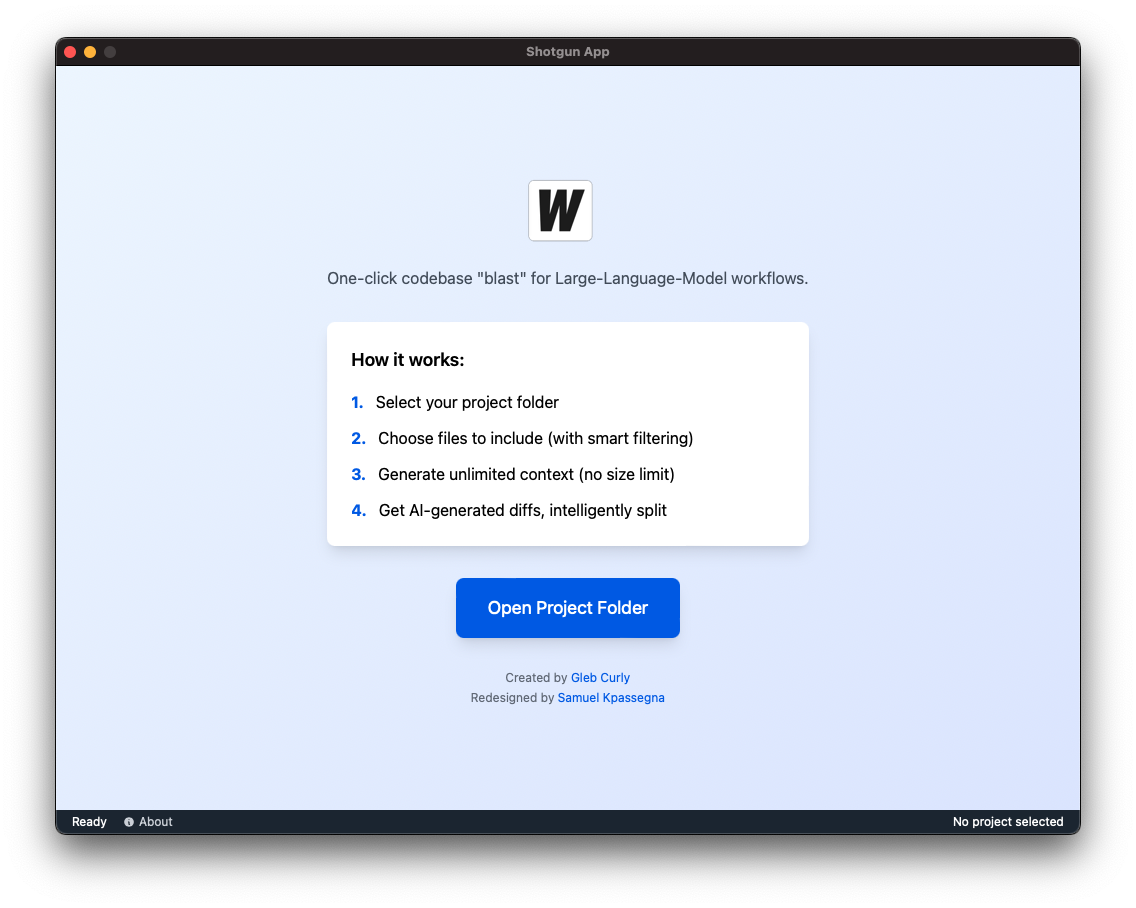 Shotgun App
W
One-click codebase "blast" for Large-Language-Model workflows.
How it works:
1. Select your project folder
2. Choose files to include (with smart filtering)
3. Generate unlimited context (no size limit)
4. Get AI-generated diffs, intelligently split
Open Project Folder
Created by Gleb Curly
Redesigned by Samuel Kpassegna
Ready About No project selected